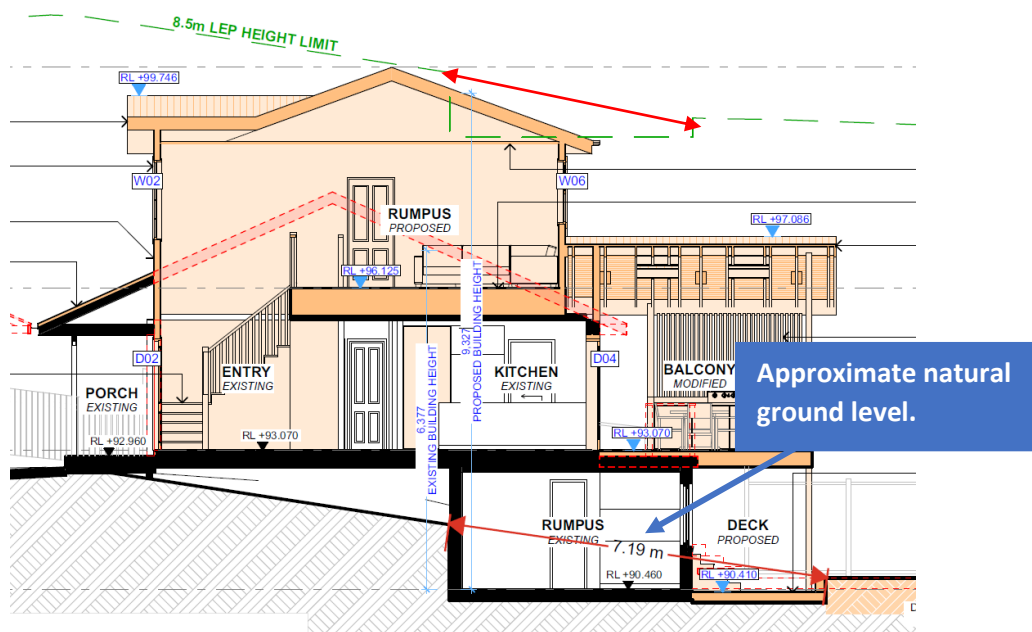 8.5m LEP HEIGHT LIMIT
RL +99.746
W02
W06
RUMPUS
PROPOSED
RL +97.086
RL +96.125
9,327
PROPOSED BUILDING HEIGHT
6,377
EXISTING BUILDING HEIGHT
D02
ENTRY
EXISTING
KITCHEN
EXISTING
D04
BALCONY
MODIFIED
PORCH
EXISTING
Approximate natural
ground level.
RL +92.960
RL +93.070
RL +93.070
RUMPUS
EXISTING
7.19 m
DECK
PROPOSED
RL +90.460
RL +90.410